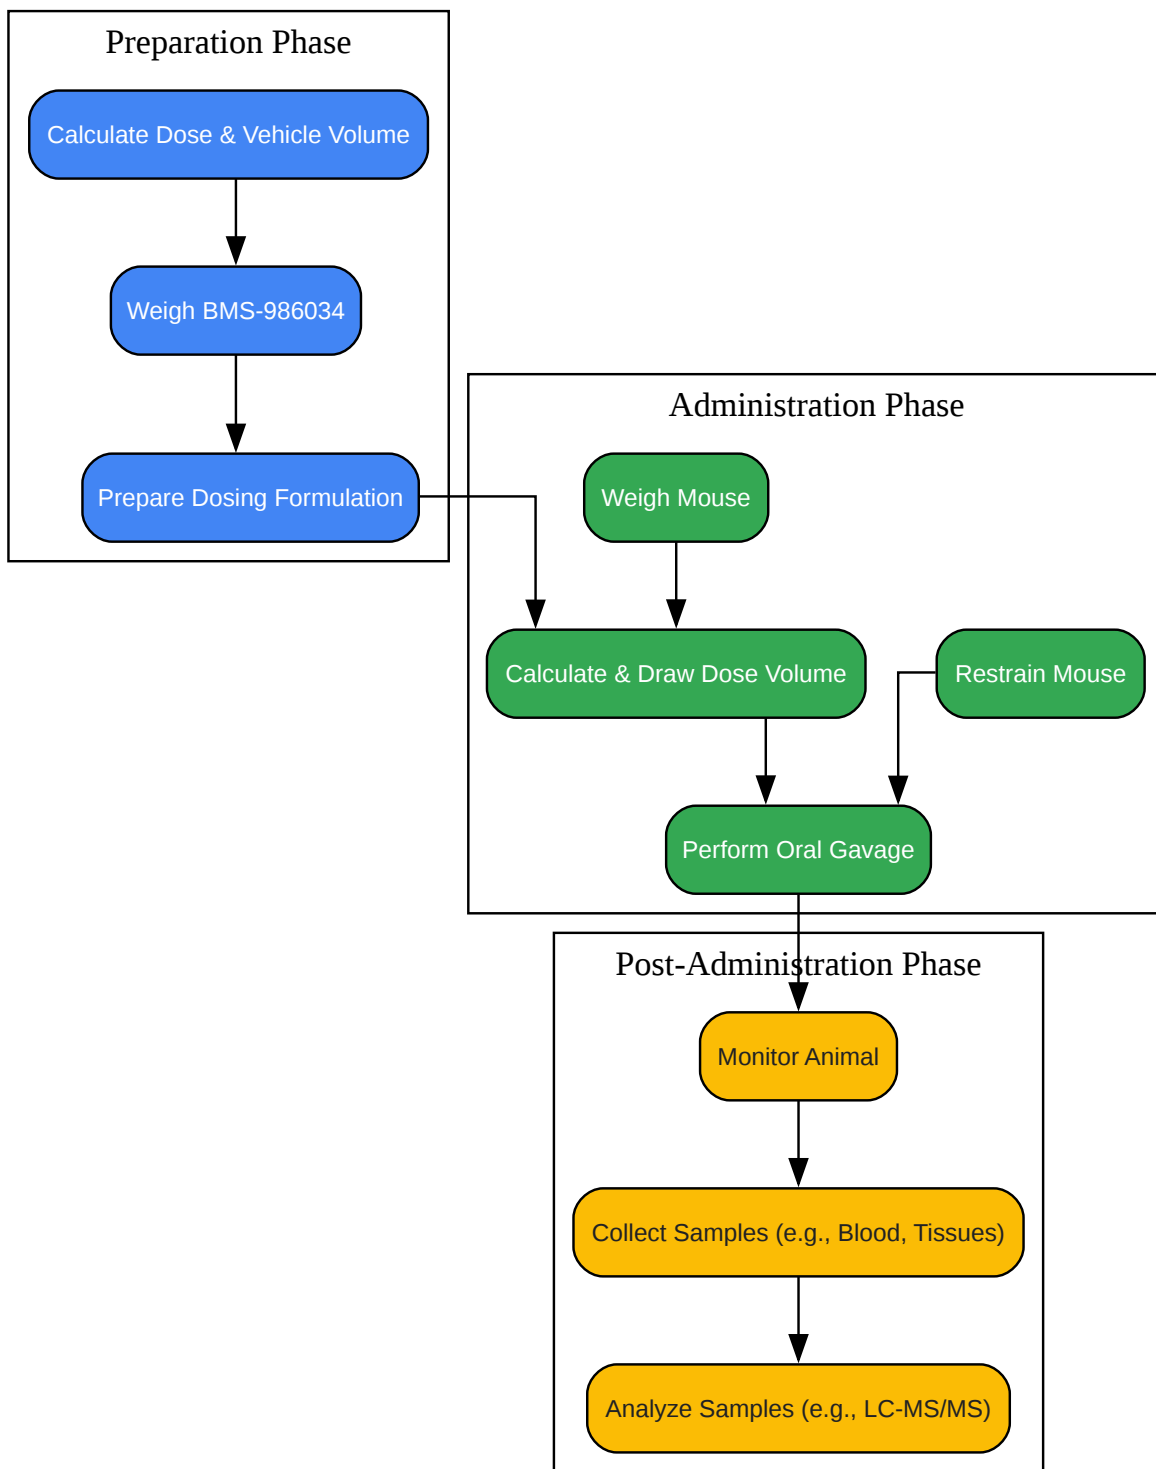 Preparation Phase
Calculate Dose & Vehicle Volume
Weigh BMS-986034
Prepare Dosing Formulation
Administration Phase
Weigh Mouse
Calculate & Draw Dose Volume
Restrain Mouse
Perform Oral Gavage
Post-Administration Phase
Monitor Animal
Collect Samples (e.g., Blood, Tissues)
Analyze Samples (e.g., LC-MS/MS)